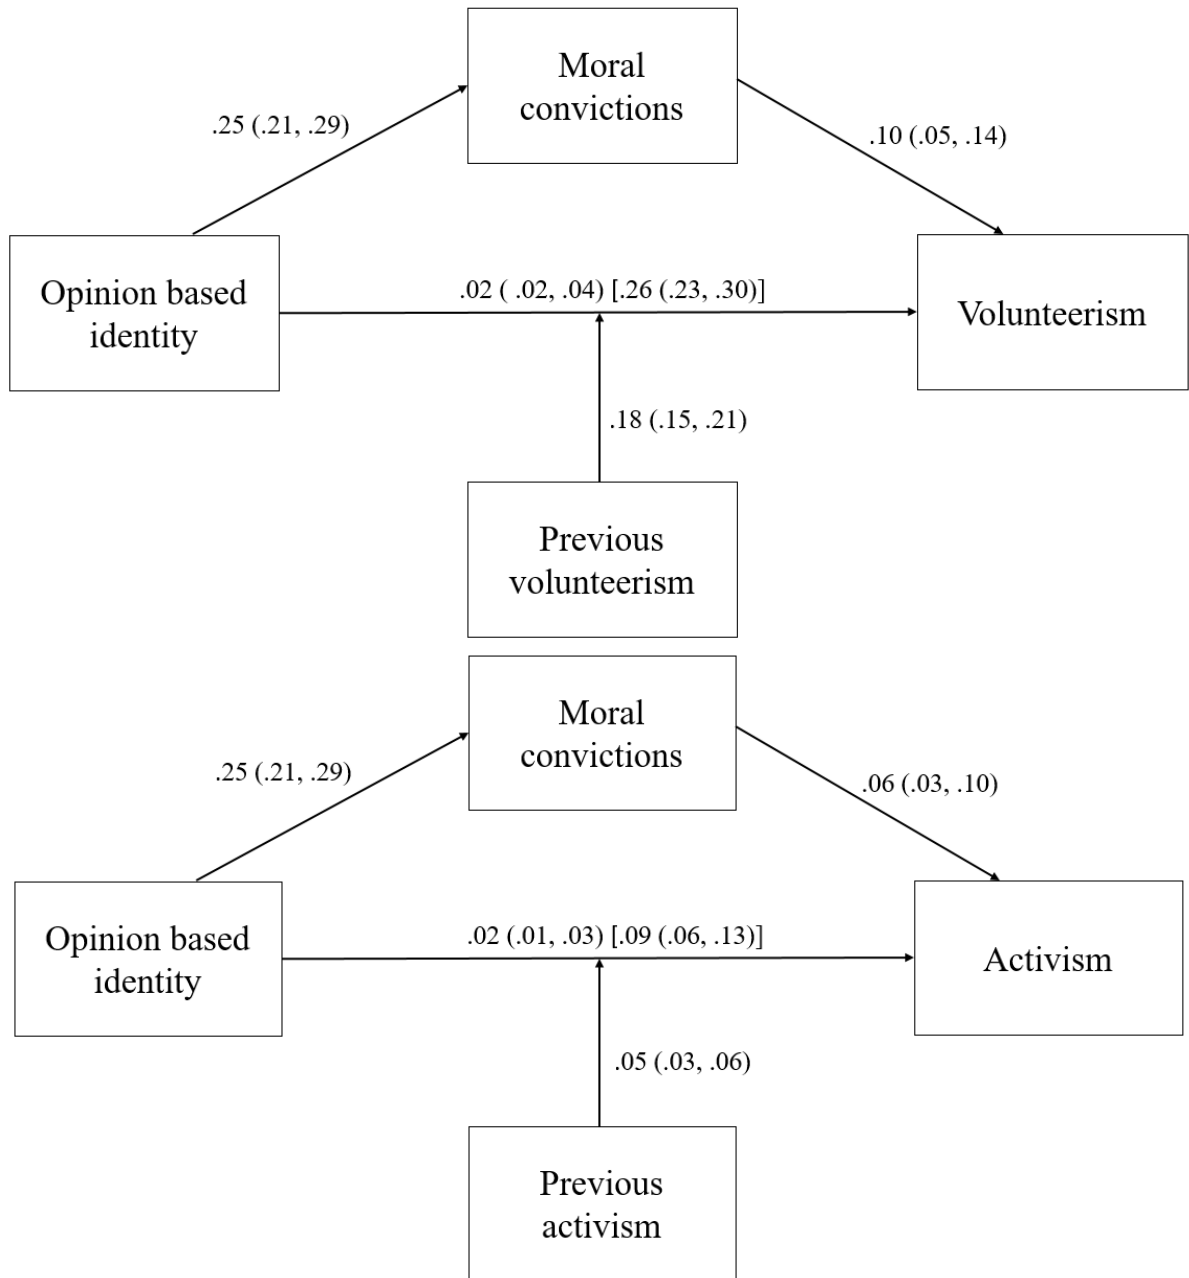 Moral
convictions
.25 (.21, .29)
.10 (.05, .14)
Opinion based
identity
.02 ( .02, .04) [.26 (.23, .30)]
Volunteerism
.18 (.15, .21)
Previous
volunteerism
Moral
convictions
.25 (.21, .29)
.06 (.03, .10)
Opinion based
identity
.02 (.01, .03) [.09 (.06, .13)]
Activism
.05 (.03, .06)
Previous
activism